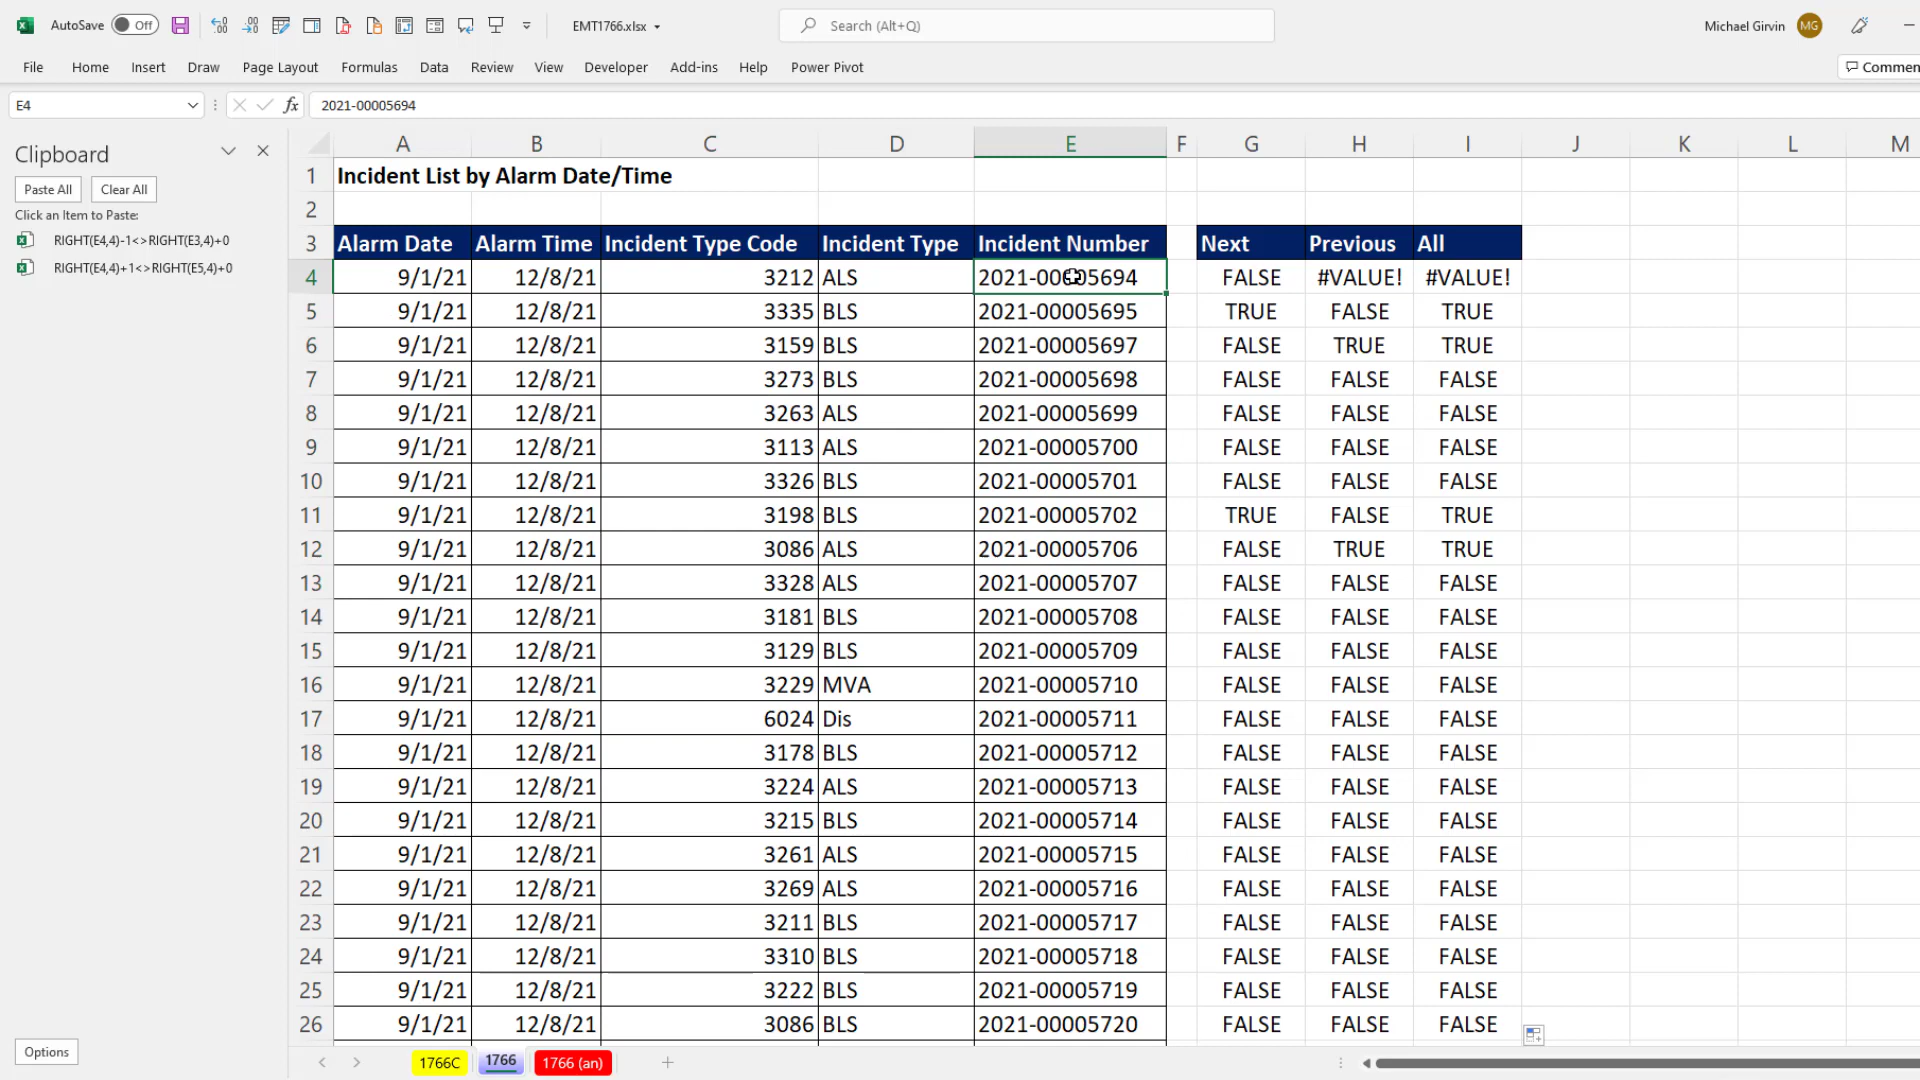 AutoSave Off EMT1766.xlsx Search (Alt+Q) Michael Girvin MG
File Home Insert Draw Page Layout Formulas Data Review View Developer Add-ins Help Power Pivot Commen
E4 fx 2021-00005694
Clipboard
Paste All Clear All
Click an Item to Paste:
RIGHT(E4,4)-1<>RIGHT(E3,4)+0
RIGHT(E4,4)+1<>RIGHT(E5,4)+0
Options
A B C D E F G H I J K L M
1 Incident List by Alarm Date/Time
2
3 Alarm Date Alarm Time Incident Type Code Incident Type Incident Number Next Previous All
4 9/1/21 12/8/21 3212 ALS 2021-00005694 FALSE #VALUE! #VALUE!
5 9/1/21 12/8/21 3335 BLS 2021-00005695 TRUE FALSE TRUE
6 9/1/21 12/8/21 3159 BLS 2021-00005697 FALSE TRUE TRUE
7 9/1/21 12/8/21 3273 BLS 2021-00005698 FALSE FALSE FALSE
8 9/1/21 12/8/21 3263 ALS 2021-00005699 FALSE FALSE FALSE
9 9/1/21 12/8/21 3113 ALS 2021-00005700 FALSE FALSE FALSE
10 9/1/21 12/8/21 3326 BLS 2021-00005701 FALSE FALSE FALSE
11 9/1/21 12/8/21 3198 BLS 2021-00005702 TRUE FALSE TRUE
12 9/1/21 12/8/21 3086 ALS 2021-00005706 FALSE TRUE TRUE
13 9/1/21 12/8/21 3328 ALS 2021-00005707 FALSE FALSE FALSE
14 9/1/21 12/8/21 3181 BLS 2021-00005708 FALSE FALSE FALSE
15 9/1/21 12/8/21 3129 BLS 2021-00005709 FALSE FALSE FALSE
16 9/1/21 12/8/21 3229 MVA 2021-00005710 FALSE FALSE FALSE
17 9/1/21 12/8/21 6024 Dis 2021-00005711 FALSE FALSE FALSE
18 9/1/21 12/8/21 3178 BLS 2021-00005712 FALSE FALSE FALSE
19 9/1/21 12/8/21 3224 ALS 2021-00005713 FALSE FALSE FALSE
20 9/1/21 12/8/21 3215 BLS 2021-00005714 FALSE FALSE FALSE
21 9/1/21 12/8/21 3261 ALS 2021-00005715 FALSE FALSE FALSE
22 9/1/21 12/8/21 3269 ALS 2021-00005716 FALSE FALSE FALSE
23 9/1/21 12/8/21 3211 BLS 2021-00005717 FALSE FALSE FALSE
24 9/1/21 12/8/21 3310 BLS 2021-00005718 FALSE FALSE FALSE
25 9/1/21 12/8/21 3222 BLS 2021-00005719 FALSE FALSE FALSE
26 9/1/21 12/8/21 3086 BLS 2021-00005720 FALSE FALSE FALSE
1766C 1766 1766 (an)